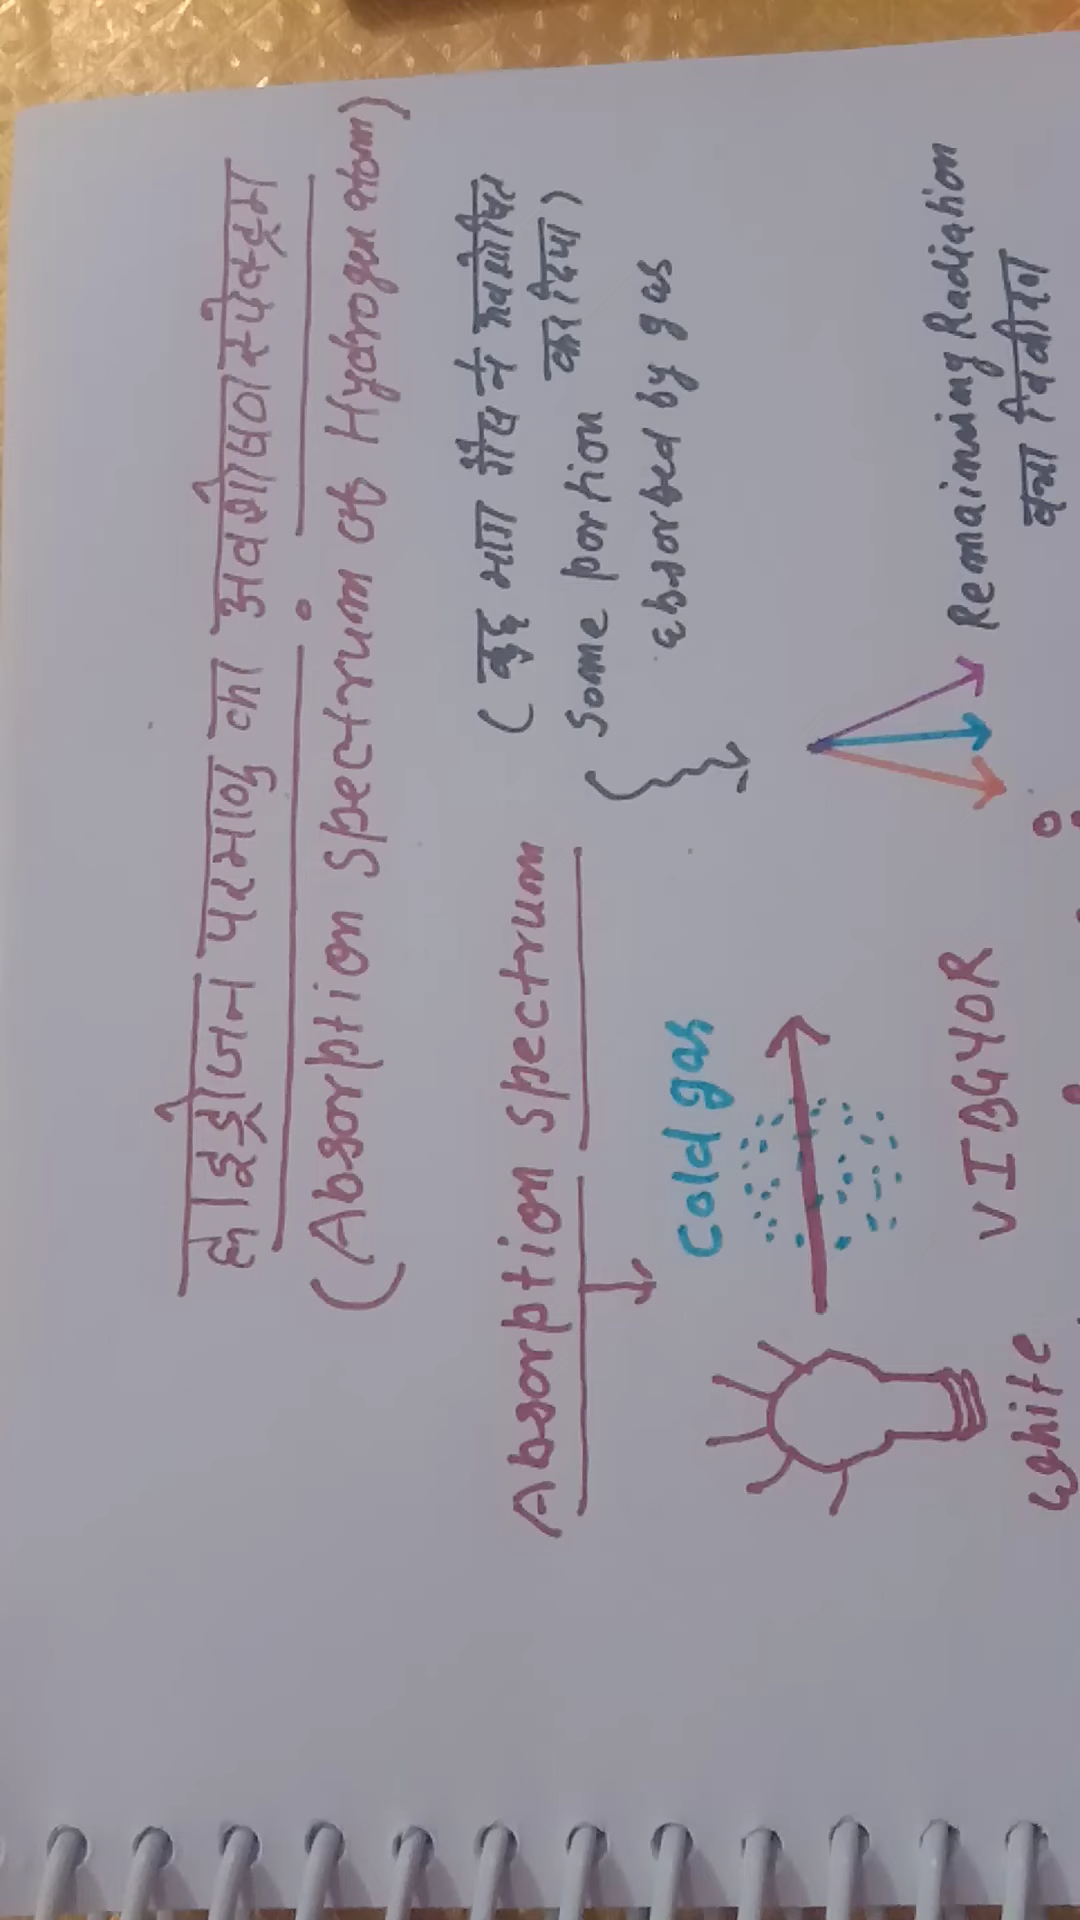 हाइड्रोजन परमाणु का अवशोषण स्पेक्ट्रम
(Absorption spectrum of Hydrogen atom)
Absorption spectrum
(कुछ भाग गैस ने अवशोषित
कर दिया)
Some portion
absorbed by gas
Cold gas
VIBGYOR
Remaining Radiation
बचा विकीरण
White